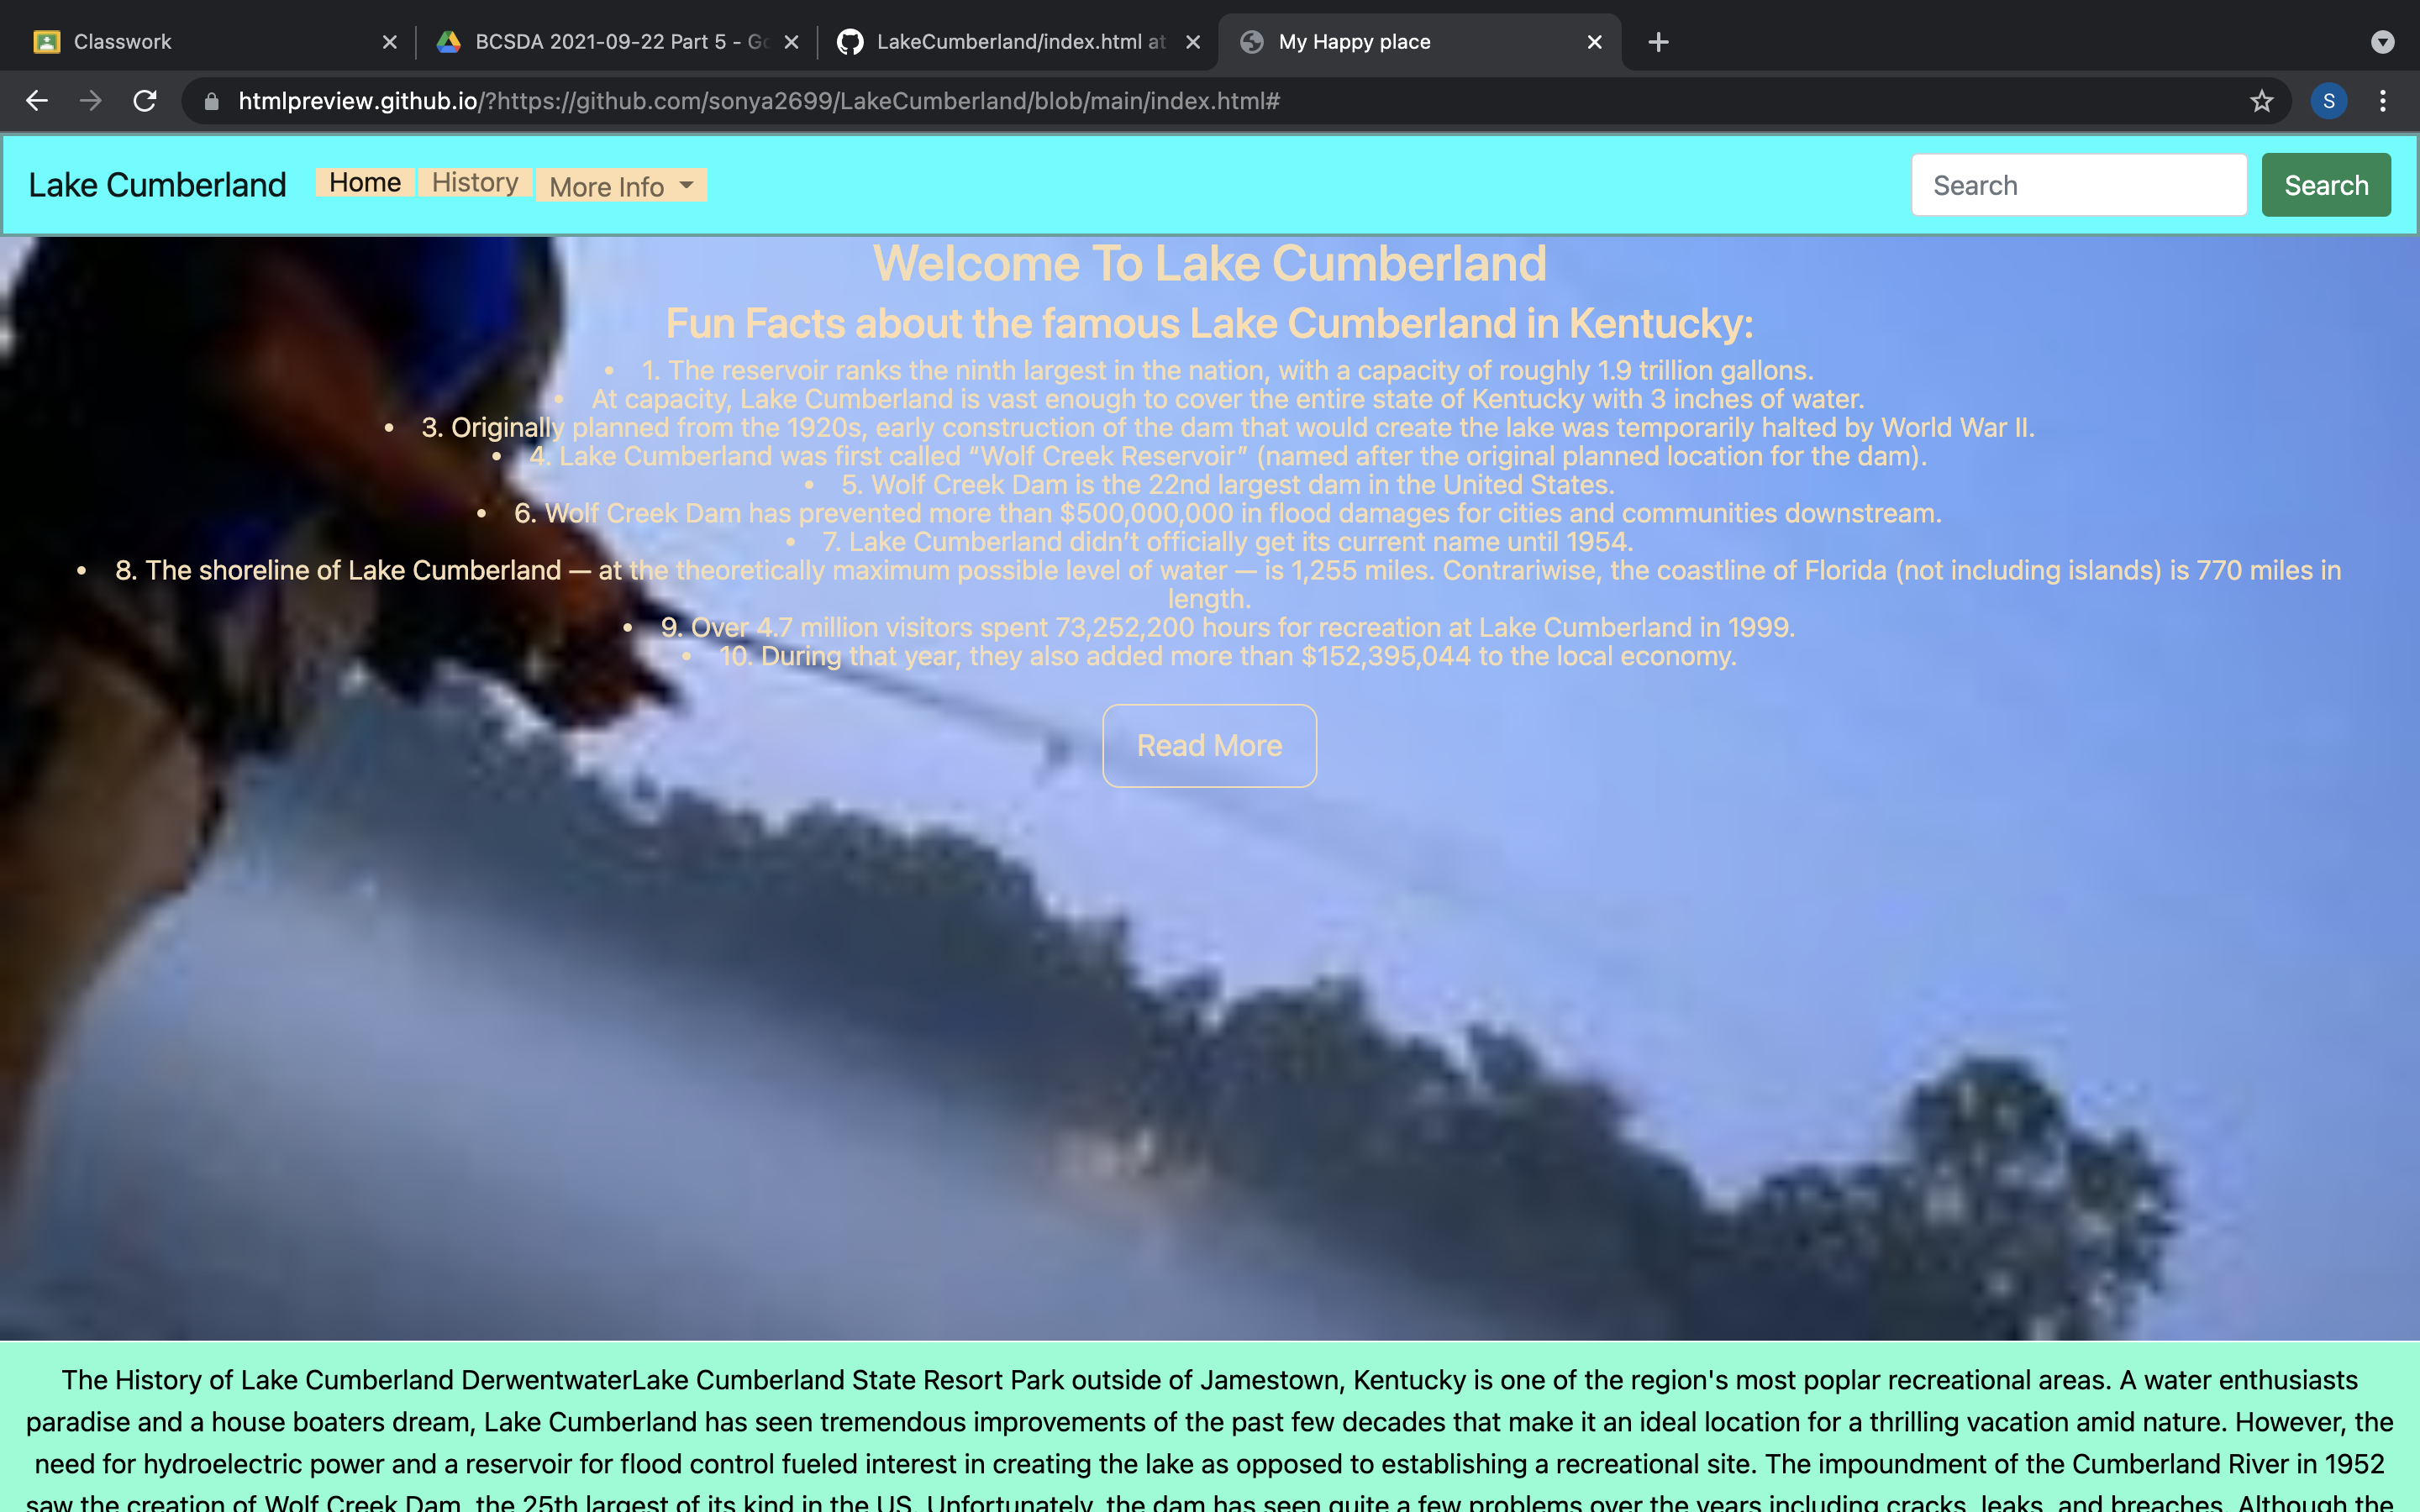 Classwork
BCSDA 2021-09-22 Part 5 - Go
LakeCumberland/index.html at
My Happy place
htmlpreview.github.io/?https://github.com/sonya2699/LakeCumberland/blob/main/index.html#
S
Lake Cumberland
Home
History
More Info
Search
Search
Welcome To Lake Cumberland
Fun Facts about the famous Lake Cumberland in Kentucky:
• 1. The reservoir ranks the ninth largest in the nation, with a capacity of roughly 1.9 trillion gallons.
• At capacity, Lake Cumberland is vast enough to cover the entire state of Kentucky with 3 inches of water.
• 3. Originally planned from the 1920s, early construction of the dam that would create the lake was temporarily halted by World War II.
• 4. Lake Cumberland was first called “Wolf Creek Reservoir” (named after the original planned location for the dam).
• 5. Wolf Creek Dam is the 22nd largest dam in the United States.
• 6. Wolf Creek Dam has prevented more than $500,000,000 in flood damages for cities and communities downstream.
• 7. Lake Cumberland didn’t officially get its current name until 1954.
• 8. The shoreline of Lake Cumberland — at the theoretically maximum possible level of water — is 1,255 miles. Contrariwise, the coastline of Florida (not including islands) is 770 miles in
length.
• 9. Over 4.7 million visitors spent 73,252,200 hours for recreation at Lake Cumberland in 1999.
• 10. During that year, they also added more than $152,395,044 to the local economy.
Read More
The History of Lake Cumberland DerwentwaterLake Cumberland State Resort Park outside of Jamestown, Kentucky is one of the region's most poplar recreational areas. A water enthusiasts
paradise and a house boaters dream, Lake Cumberland has seen tremendous improvements of the past few decades that make it an ideal location for a thrilling vacation amid nature. However, the
need for hydroelectric power and a reservoir for flood control fueled interest in creating the lake as opposed to establishing a recreational site. The impoundment of the Cumberland River in 1952
saw the creation of Wolf Creek Dam, the 25th largest of its kind in the US. Unfortunately, the dam has seen quite a few problems over the years including cracks, leaks, and breaches. Although the